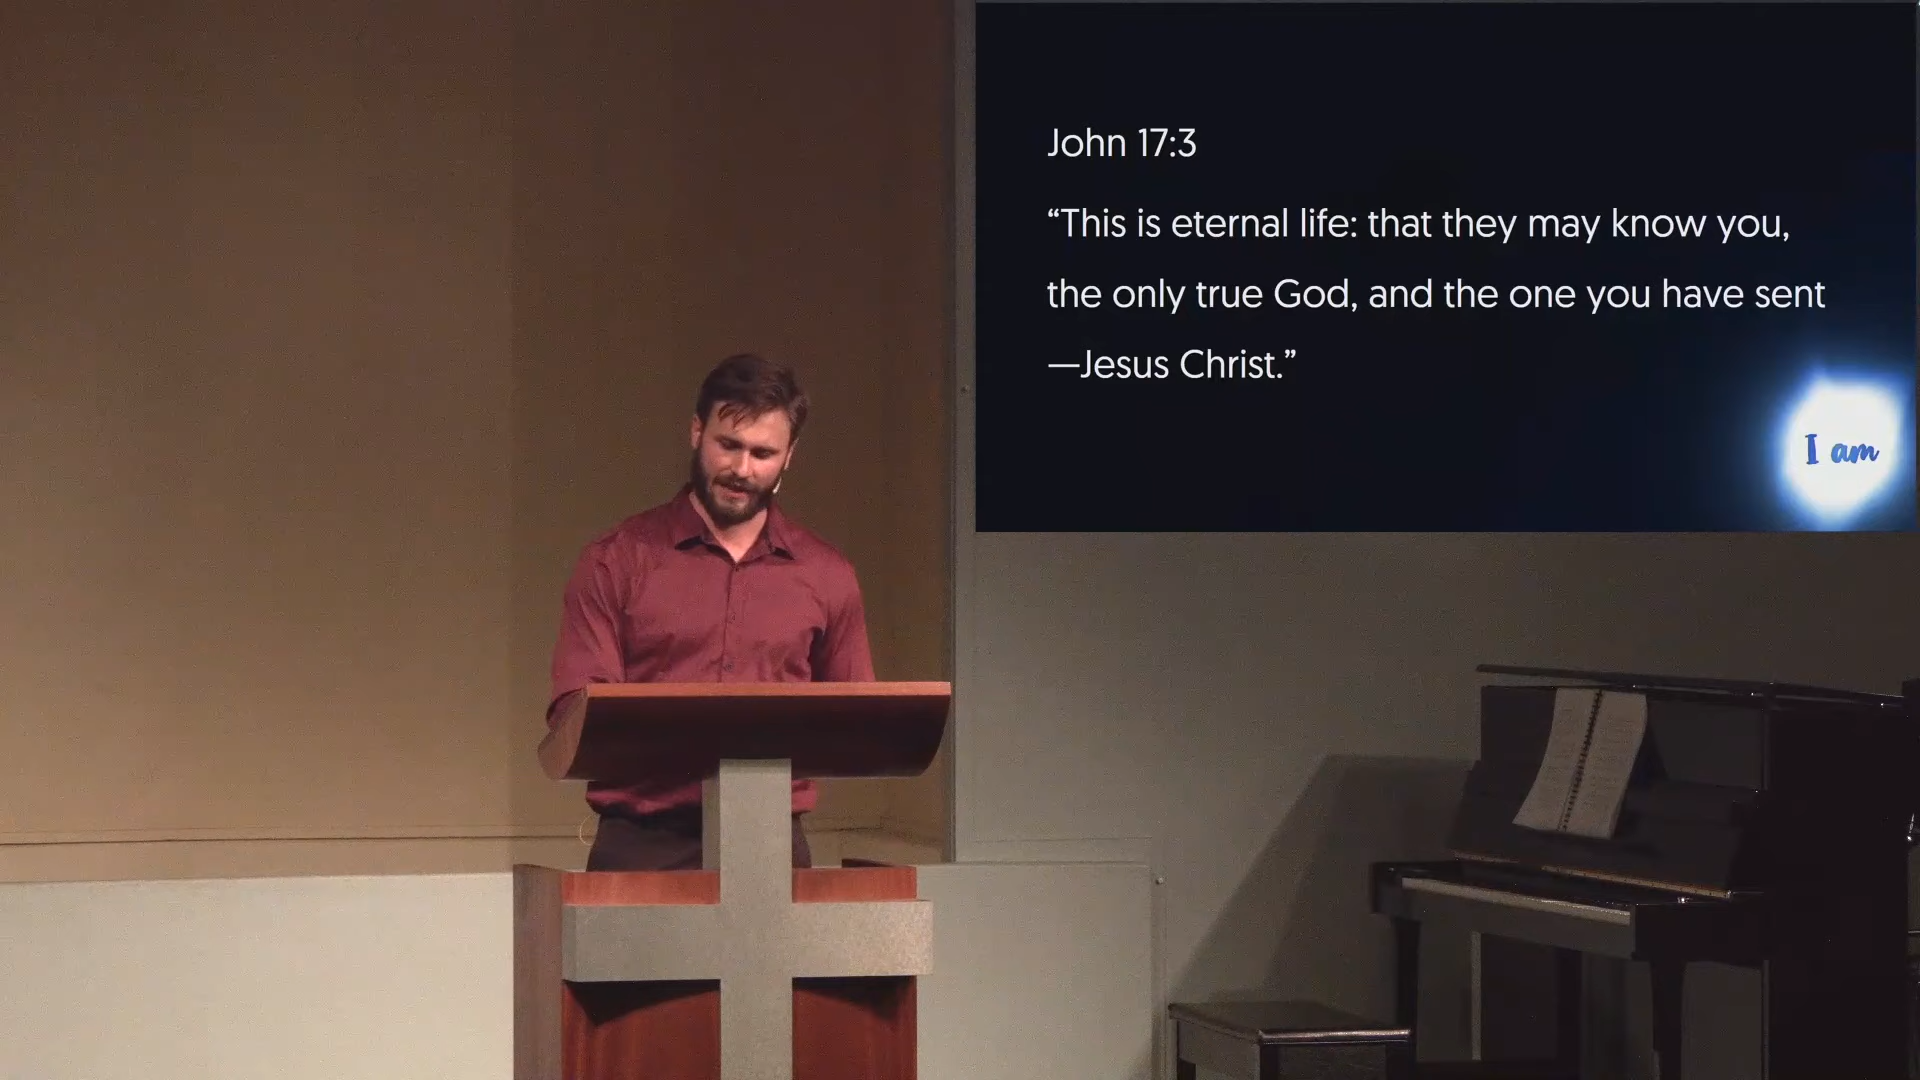 John 17:3
“This is eternal life: that they may know you,
the only true God, and the one you have sent
—Jesus Christ.”
I am